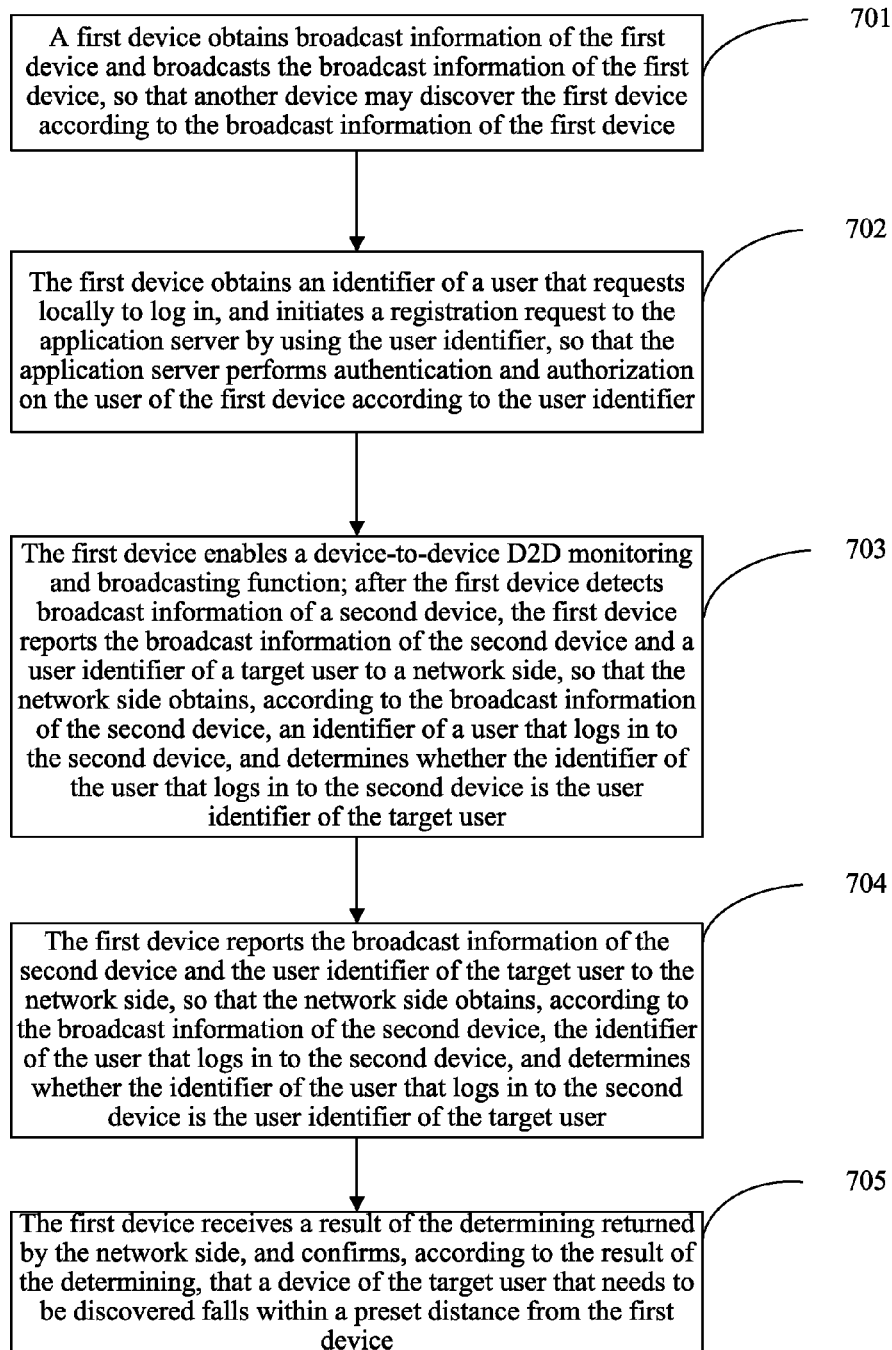 701
A first device obtains broadcast information of the first
device and broadcasts the broadcast information of the first
device, so that another device may discover the first device
according to the broadcast information of the first device
702
The first device obtains an identifier of a user that requests
locally to log in, and initiates a registration request to the
application server by using the user identifier, so that the
application server performs authentication and authorization
on the user of the first device according to the user identifier
703
The first device enables a device-to-device D2D monitoring
and broadcasting function; after the first device detects
broadcast information of a second device, the first device
reports the broadcast information of the second device and a
user identifier of a target user to a network side, so that the
network side obtains, according to the broadcast information
of the second device, an identifier of a user that logs in to
the second device, and determines whether the identifier of
the user that logs in to the second device is the user
identifier of the target user
704
The first device reports the broadcast information of the
second device and the user identifier of the target user to the
network side, so that the network side obtains, according to
the broadcast information of the second device, the identifier
of the user that logs in to the second device, and determines
whether the identifier of the user that logs in to the second
device is the user identifier of the target user
705
The first device receives a result of the determining returned
by the network side, and confirms, according to the result of
the determining, that a device of the target user that needs to
be discovered falls within a preset distance from the first
device